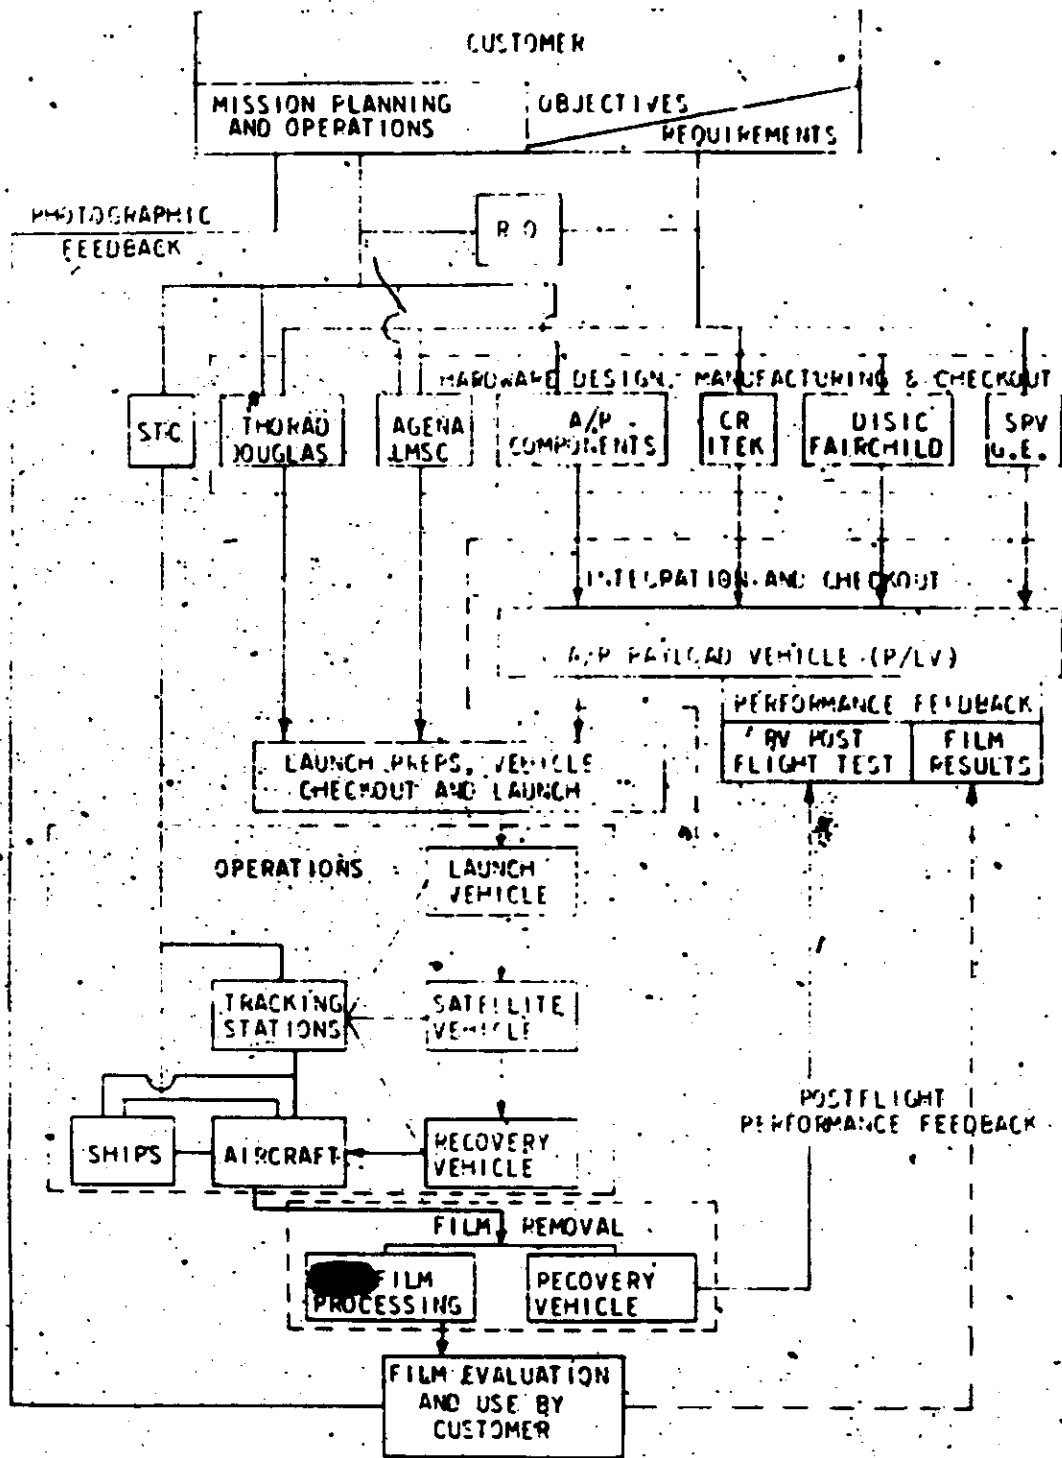 CUSTOMER
MISSION PLANNING
AND OPERATIONS
OBJECTIVES
REQUIREMENTS
PHOTOGRAPHIC
FEEDBACK
HARDWARE DESIGN, MANUFACTURING & CHECKOUT
STC
THORAD
DOUGLAS
AGENA
LMSC
A/P
COMPONENTS
CR
ITEK
DISIC
FAIRCHILD
SRV
G.E.
INTEGRATION AND CHECKOUT
A/P PAYLOAD VEHICLE (P/LV)
PERFORMANCE FEEDBACK
RV POST
FLIGHT TEST
FILM
RESULTS
LAUNCH PREPS, VEHICLE
CHECKOUT AND LAUNCH
OPERATIONS
LAUNCH
VEHICLE
TRACKING
STATIONS
SATELLITE
VEHICLE
POSTFLIGHT
PERFORMANCE FEEDBACK
SHIPS
AIRCRAFT
RECOVERY
VEHICLE
FILM REMOVAL
FILM
PROCESSING
RECOVERY
VEHICLE
FILM EVALUATION
AND USE BY
CUSTOMER